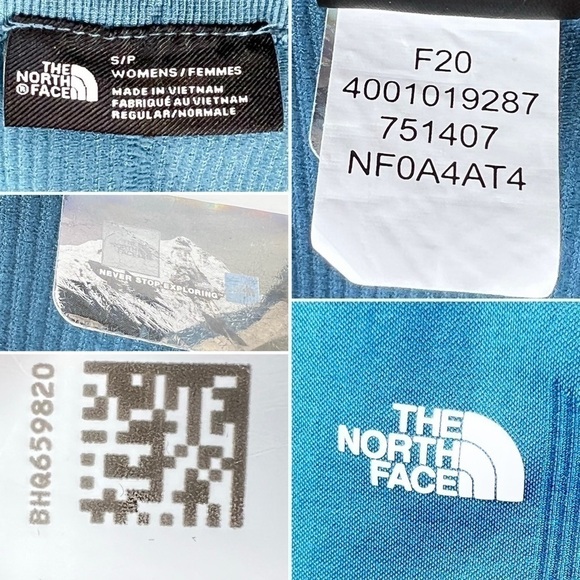 THE
NORTH
® FACE
S/P
WOMENS/FEMMES
MADE IN VIETNAM
FABRIQUÉ AU VIETNAM
REGULAR/NORMALE
F20
4001019287
751407
NF0A4AT4
NEVER STOP EXPLORING
BHQ659820
THE
NORTH
FACE